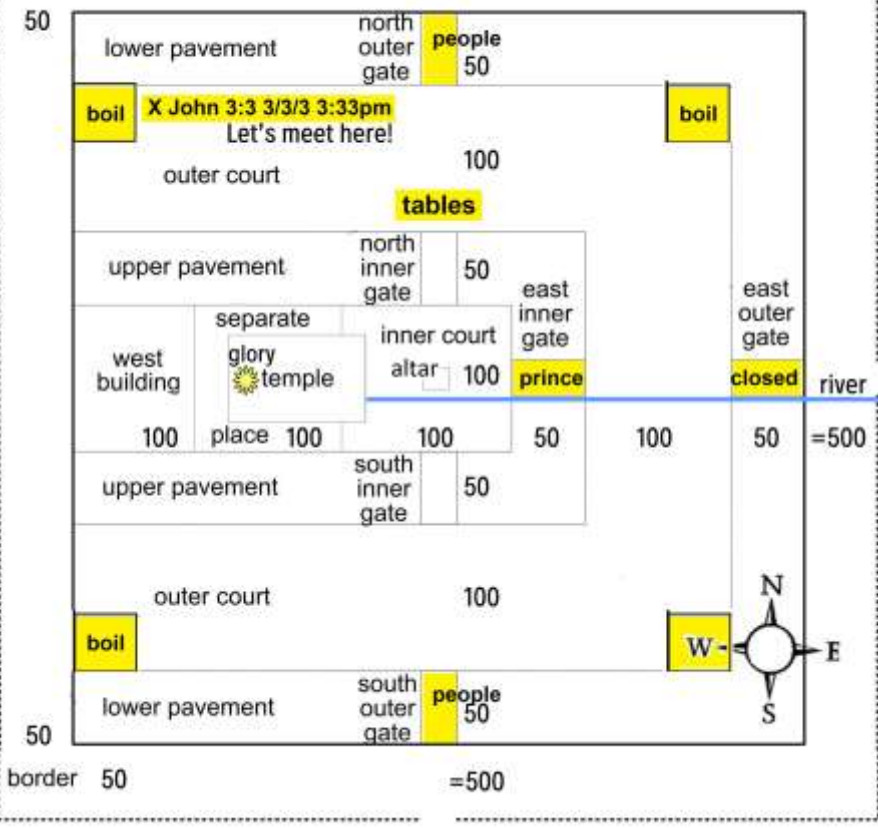 50
north
outer
gate
people
50
lower pavement
boil
X John 3:3 3/3/3 3:33pm
Let's meet here!
boil
outer court
100
tables
upper pavement
north
inner
gate
50
east
inner
gate
east
outer
gate
separate
inner court
west
building
glory
temple
altar
100
prince
closed
river
100
place
100
100
50
100
50
=500
upper pavement
south
inner
gate
50
outer court
100
N
W
E
S
boil
lower pavement
south
outer
gate
people
50
50
border
50
=500